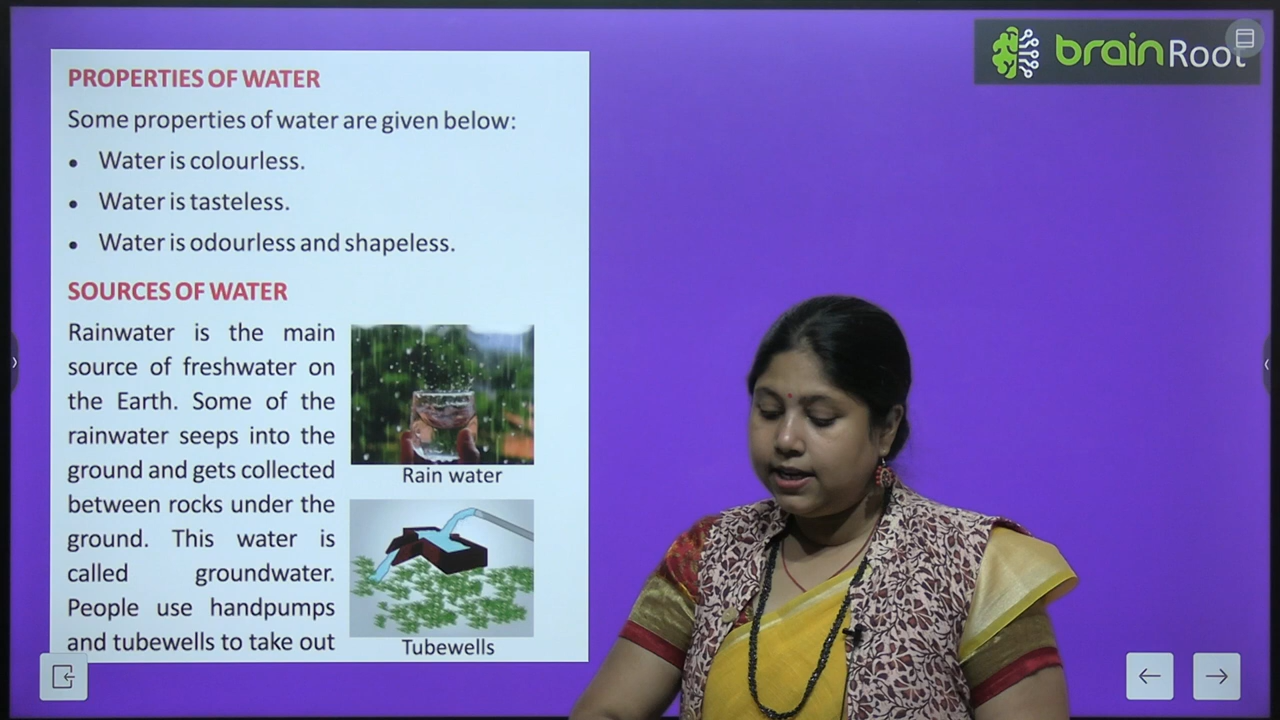 brainRoot
PROPERTIES OF WATER
Some properties of water are given below:
• Water is colourless.
• Water is tasteless.
• Water is odourless and shapeless.
SOURCES OF WATER
Rainwater is the main
source of freshwater on
the Earth. Some of the
rainwater seeps into the
ground and gets collected
between rocks under the
ground. This water is
called groundwater.
People use handpumps
and tubewells to take out
Rain water
Tubewells